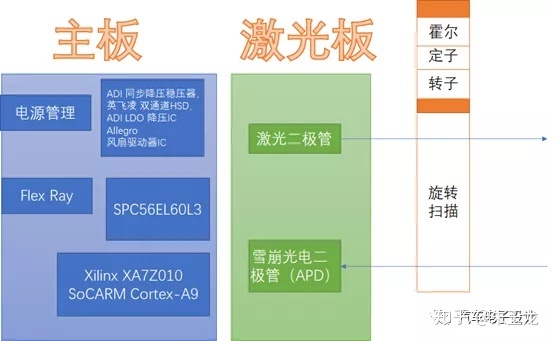 主板
激光板
霍尔
定子
转子
电源管理
ADI 同步降压稳压器，
英飞凌 双通道HSD、
ADI LDO 降压IC
Allegro
风扇驱动器IC
激光二极管
Flex Ray
SPC56EL60L3
旋转
扫描
雪崩光电二
极管（APD）
Xilinx XA7Z010
SoCARM Cortex-A9
汽车电子设计